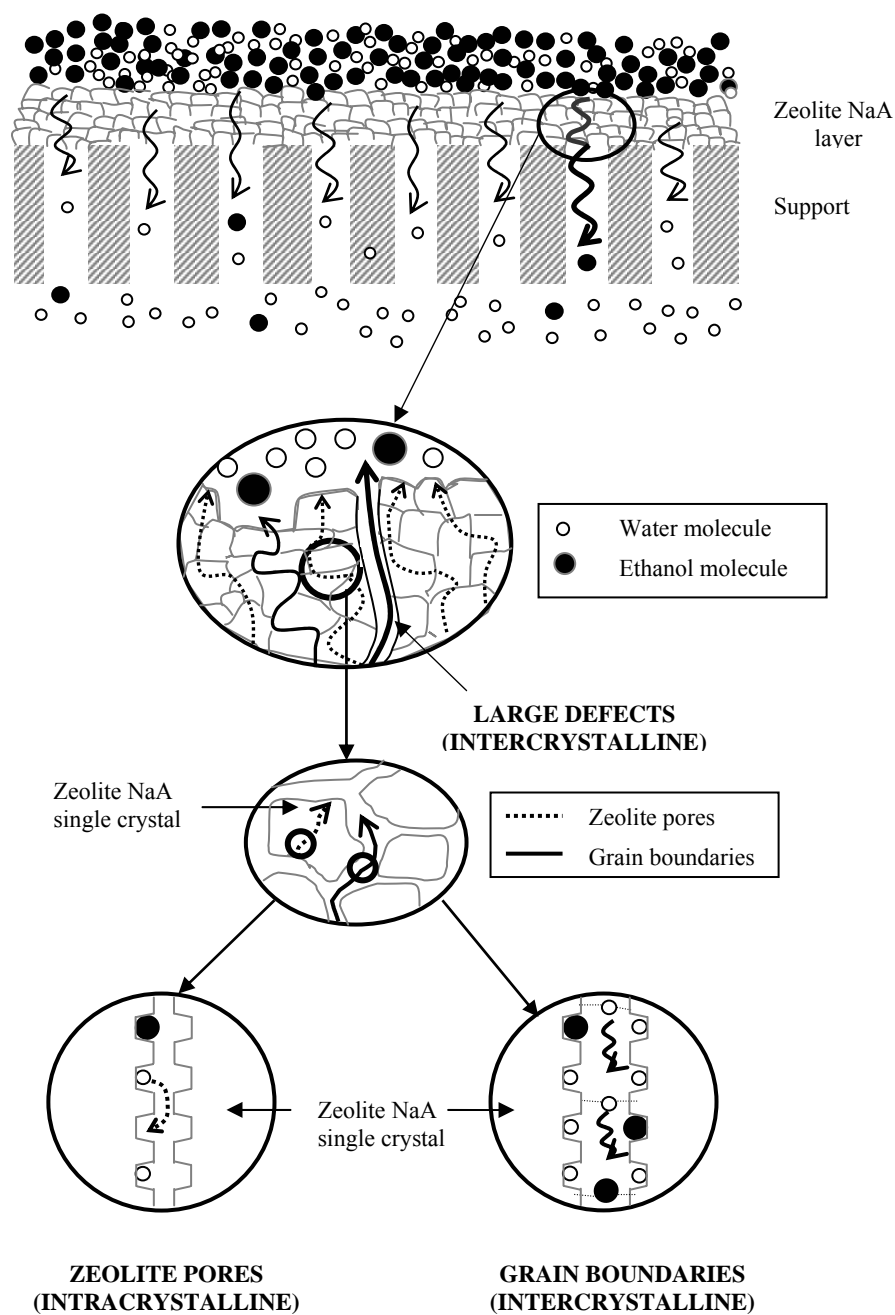 Zeolite NaA
layer
Support
Water molecule
Ethanol molecule
LARGE DEFECTS
(INTERCRYSTALLINE)
Zeolite NaA
single crystal
Zeolite pores
Grain boundaries
Zeolite NaA
single crystal
ZEOLITE PORES
(INTRACRYSTALLINE)
GRAIN BOUNDARIES
(INTERCRYSTALLINE)